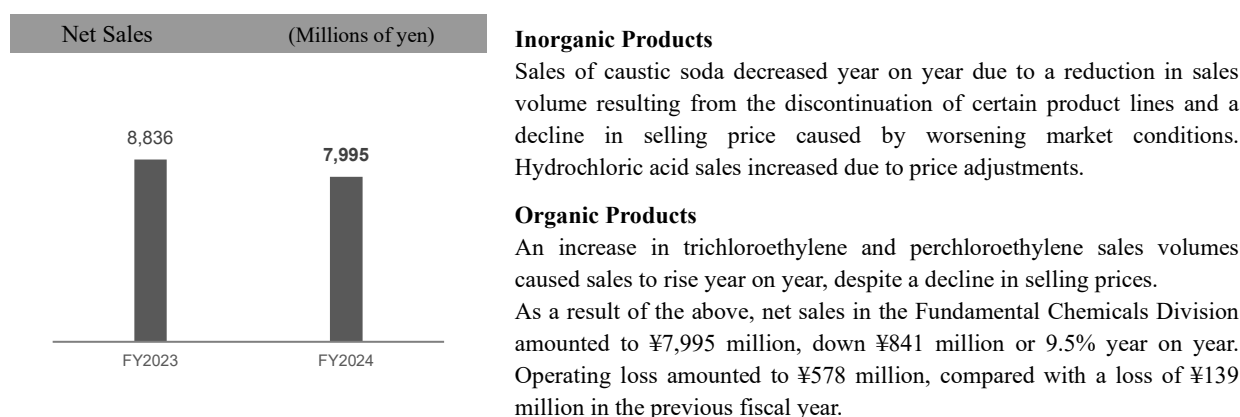 Net Sales (Millions of yen)
8,836
7,995
FY2023 FY2024
Inorganic Products
Sales of caustic soda decreased year on year due to a reduction in sales
volume resulting from the discontinuation of certain product lines and a
decline in selling price caused by worsening market conditions.
Hydrochloric acid sales increased due to price adjustments.
Organic Products
An increase in trichloroethylene and perchloroethylene sales volumes
caused sales to rise year on year, despite a decline in selling prices.
As a result of the above, net sales in the Fundamental Chemicals Division
amounted to ¥7,995 million, down ¥841 million or 9.5% year on year.
Operating loss amounted to ¥578 million, compared with a loss of ¥139
million in the previous fiscal year.